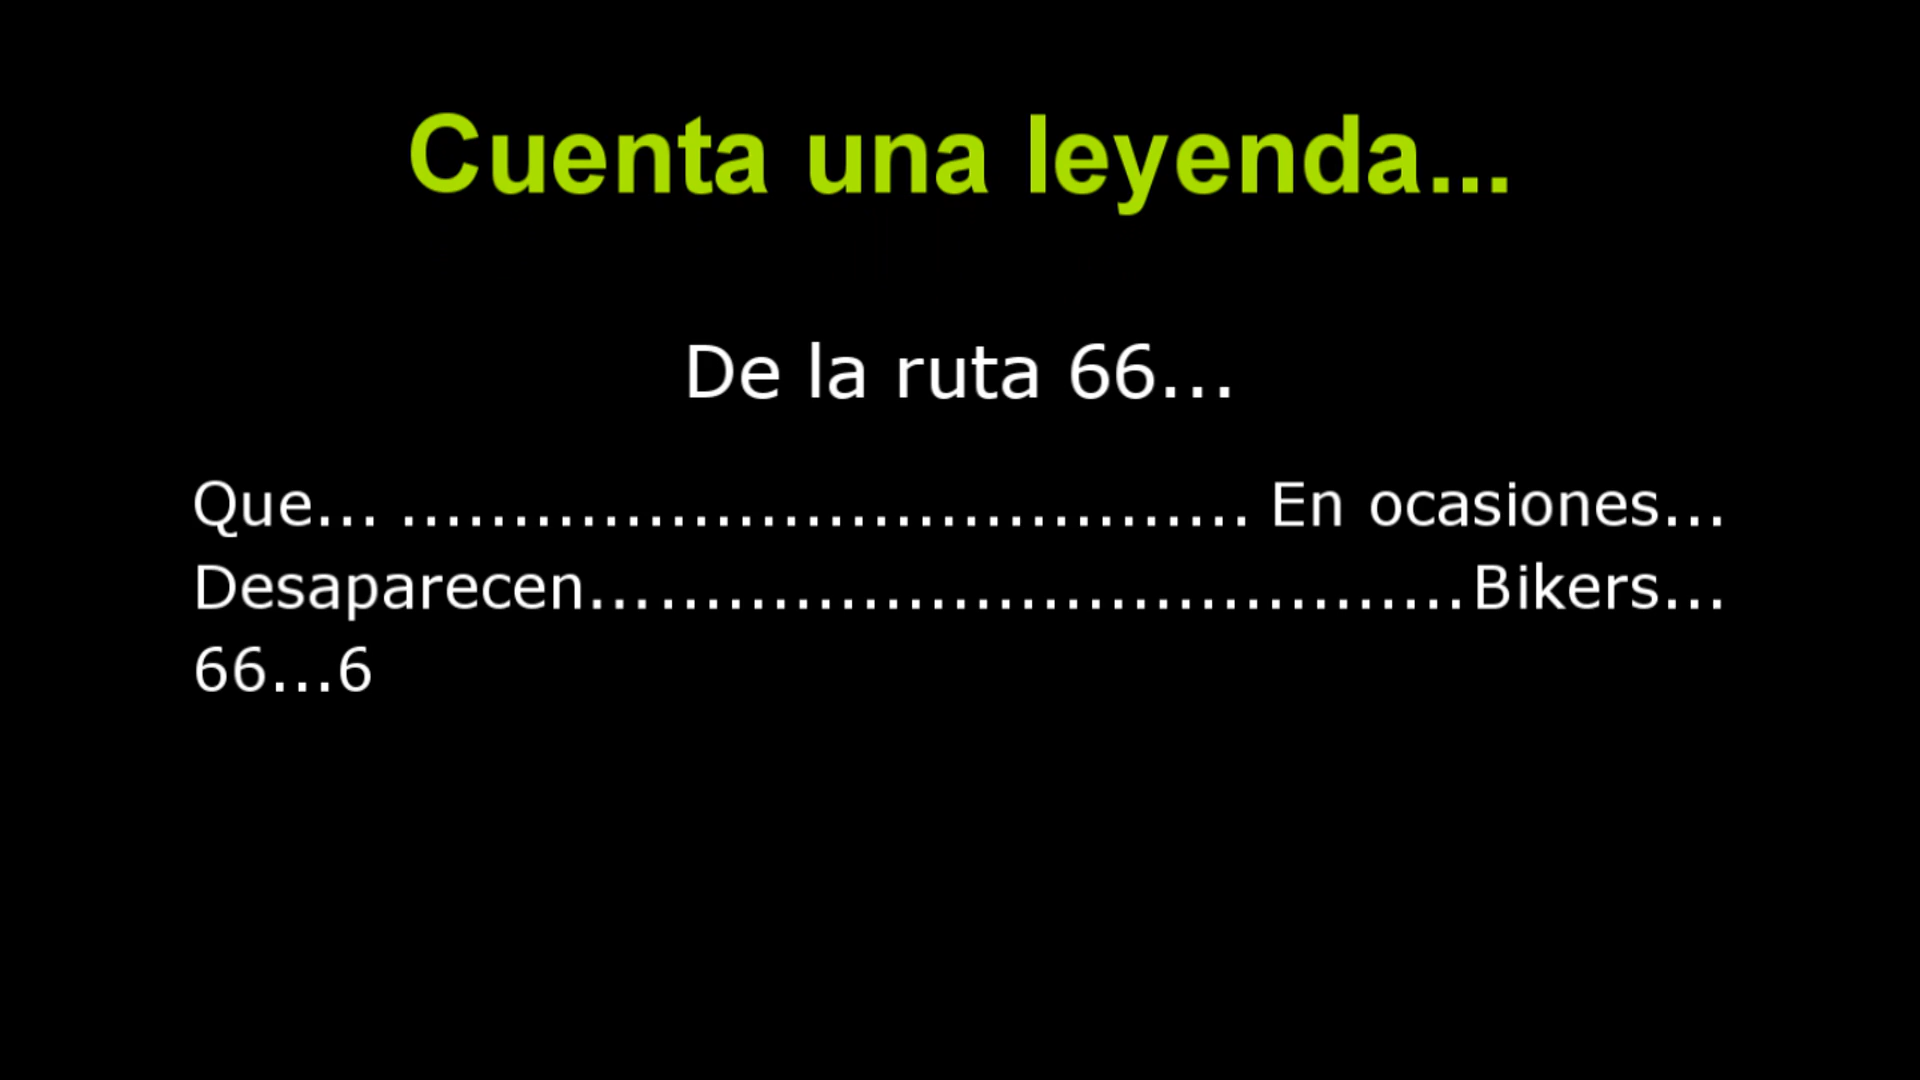 Cuenta una leyenda...
De la ruta 66...
Que... ...................................... En ocasiones...
Desaparecen.......................................Bikers...
66...6